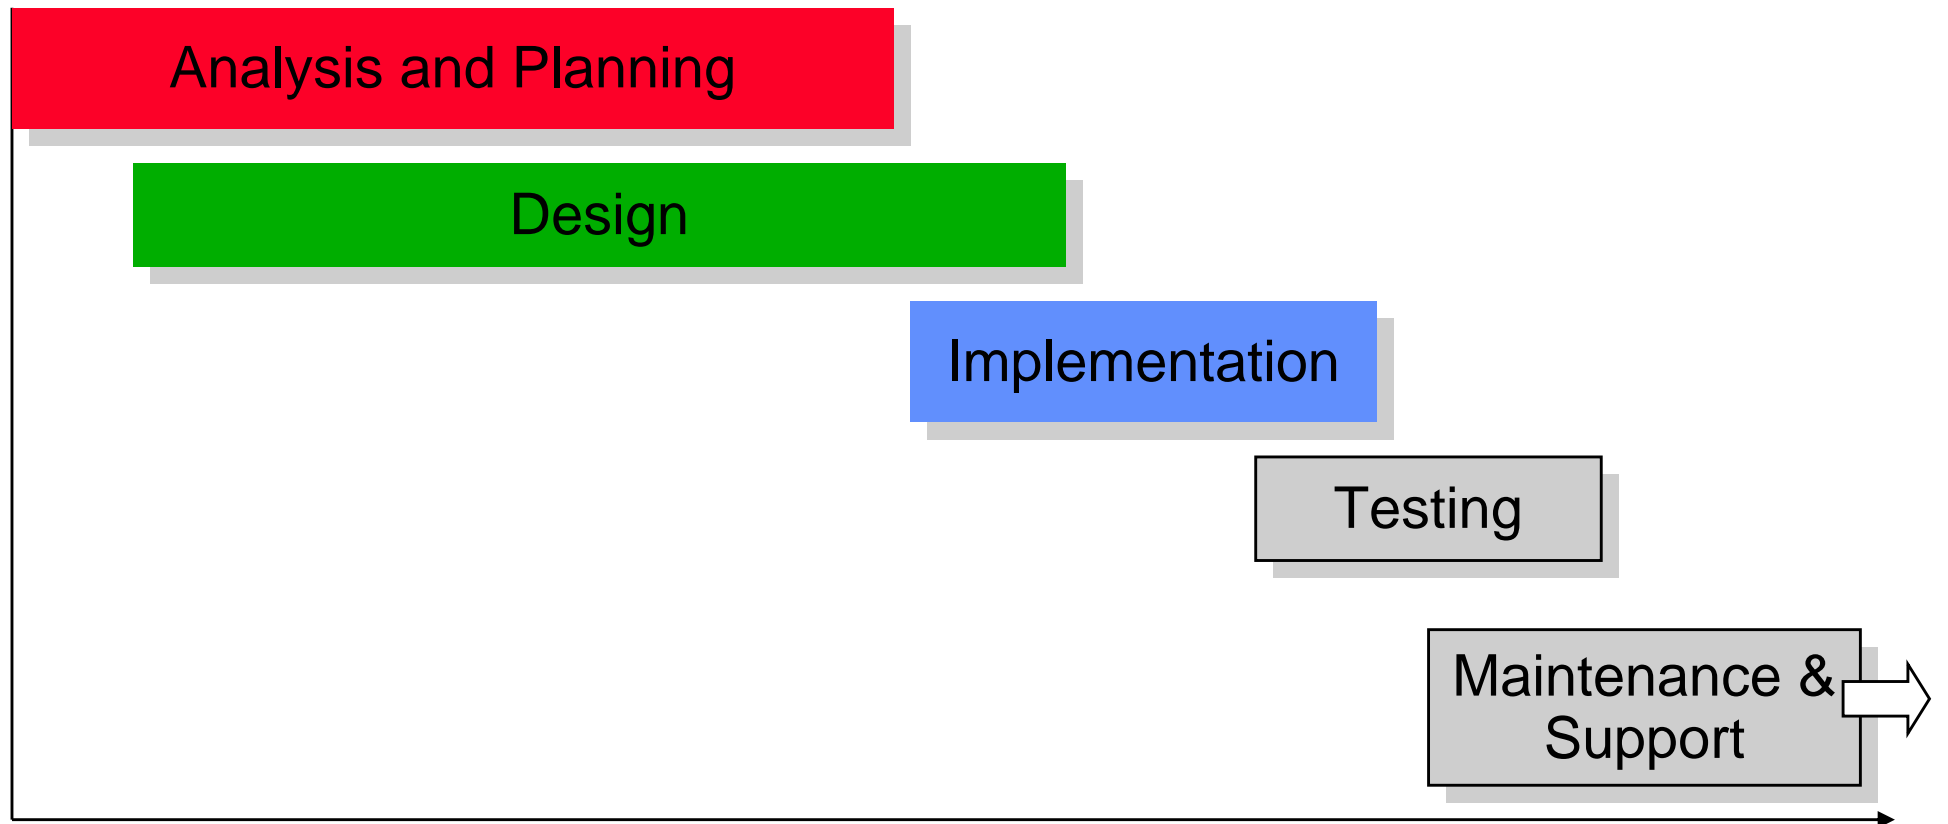 Analysis and Planning
Design
Implementation
Testing
Maintenance &
Support